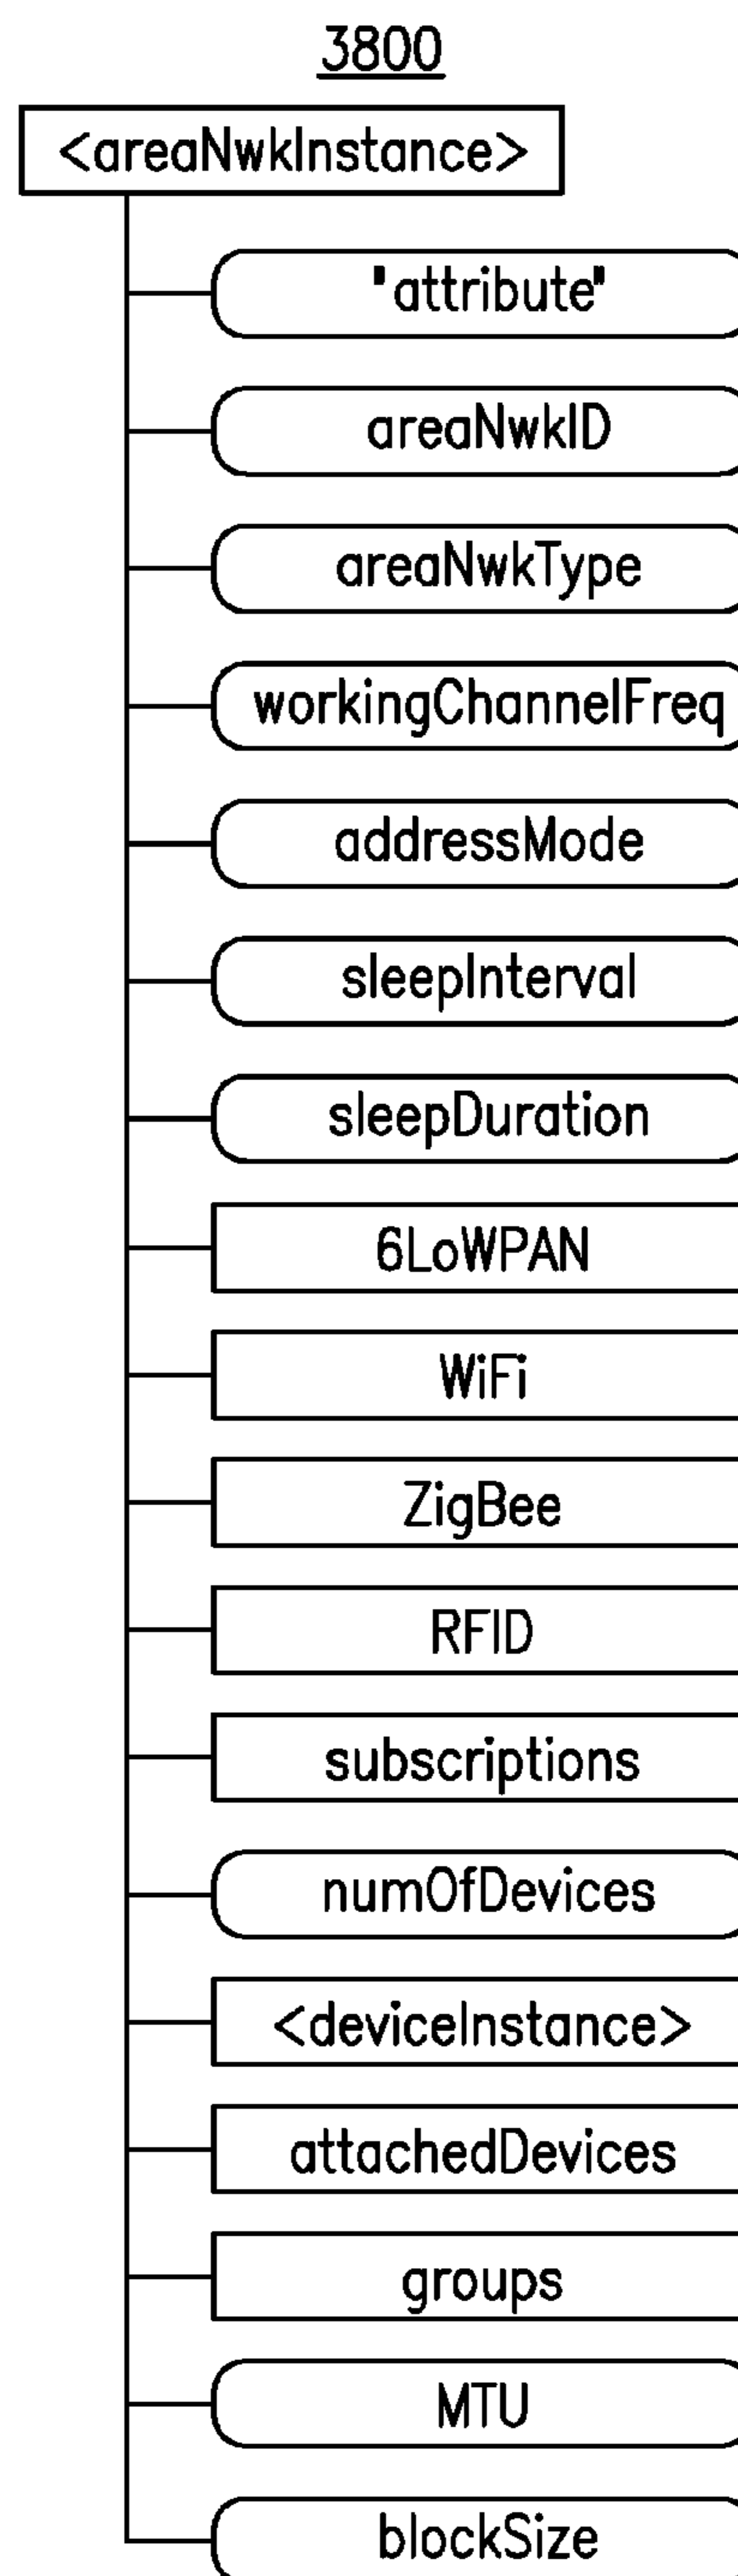 3800
<areaNwkInstance>
"attribute"
areaNwkID
areaNwkType
workingChannelFreq
addressMode
sleepInterval
sleepDuration
6LoWPAN
WiFi
ZigBee
RFID
subscriptions
numOfDevices
<deviceInstance>
attachedDevices
groups
MTU
blockSize